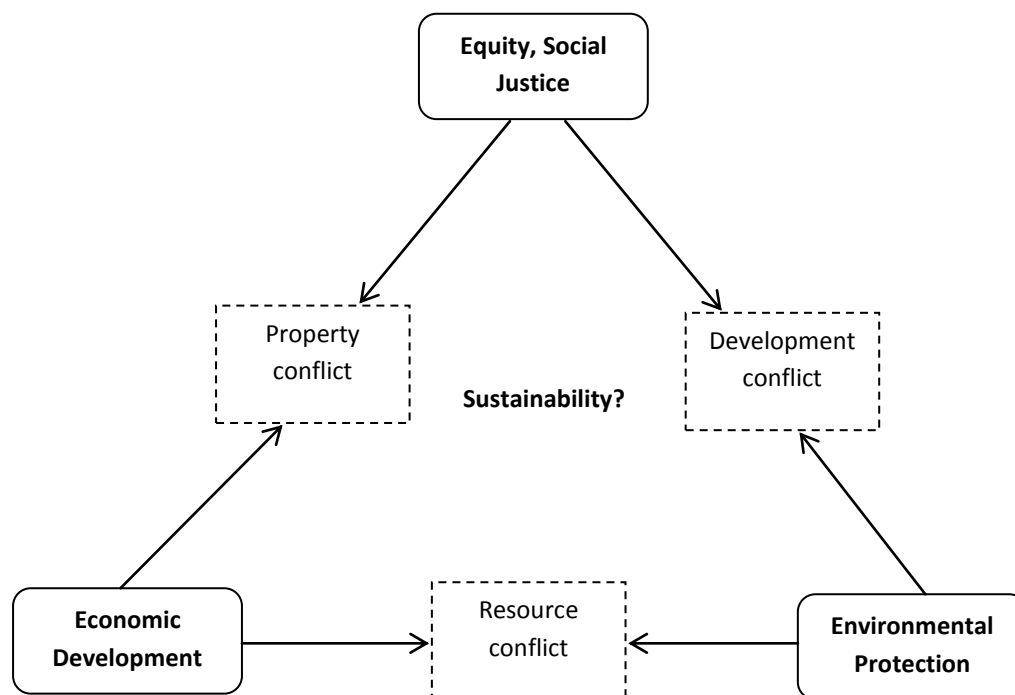 Equity, Social
Justice
Property
conflict
Development
conflict
Sustainability?
Economic
Development
Resource
conflict
Environmental
Protection